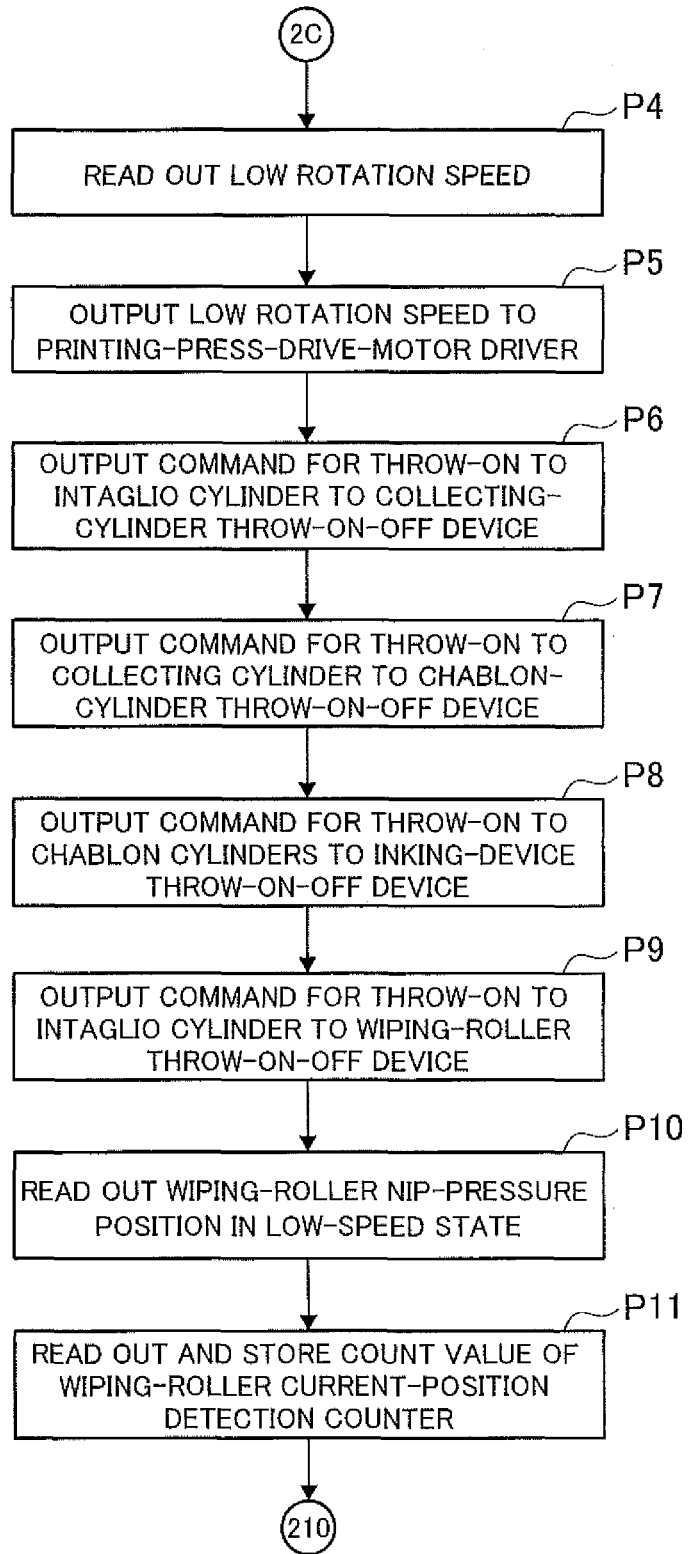 2C
P4
READ OUT LOW ROTATION SPEED
P5
OUTPUT LOW ROTATION SPEED TO
PRINTING-PRESS-DRIVE-MOTOR DRIVER
P6
OUTPUT COMMAND FOR THROW-ON TO
INTAGLIO CYLINDER TO COLLECTING-
CYLINDER THROW-ON-OFF DEVICE
P7
OUTPUT COMMAND FOR THROW-ON TO
COLLECTING CYLINDER TO CHABLON-
CYLINDER THROW-ON-OFF DEVICE
P8
OUTPUT COMMAND FOR THROW-ON TO
CHABLON CYLINDERS TO INKING-DEVICE
THROW-ON-OFF DEVICE
P9
OUTPUT COMMAND FOR THROW-ON TO
INTAGLIO CYLINDER TO WIPING-ROLLER
THROW-ON-OFF DEVICE
P10
READ OUT WIPING-ROLLER NIP-PRESSURE
POSITION IN LOW-SPEED STATE
P11
READ OUT AND STORE COUNT VALUE OF
WIPING-ROLLER CURRENT-POSITION
DETECTION COUNTER
210